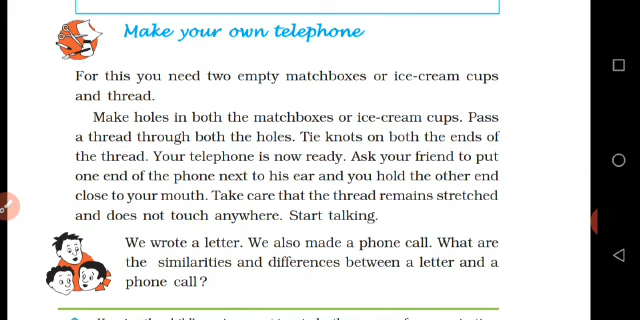 Make your own telephone
For this you need two empty matchboxes or ice-cream cups
and thread.
Make holes in both the matchboxes or ice-cream cups. Pass
a thread through both the holes. Tie knots on both the ends of
the thread. Your telephone is now ready. Ask your friend to put
one end of the phone next to his ear and you hold the other end
close to your mouth. Take care that the thread remains stretched
and does not touch anywhere. Start talking.
We wrote a letter. We also made a phone call. What are
the similarities and differences between a letter and a
phone call?